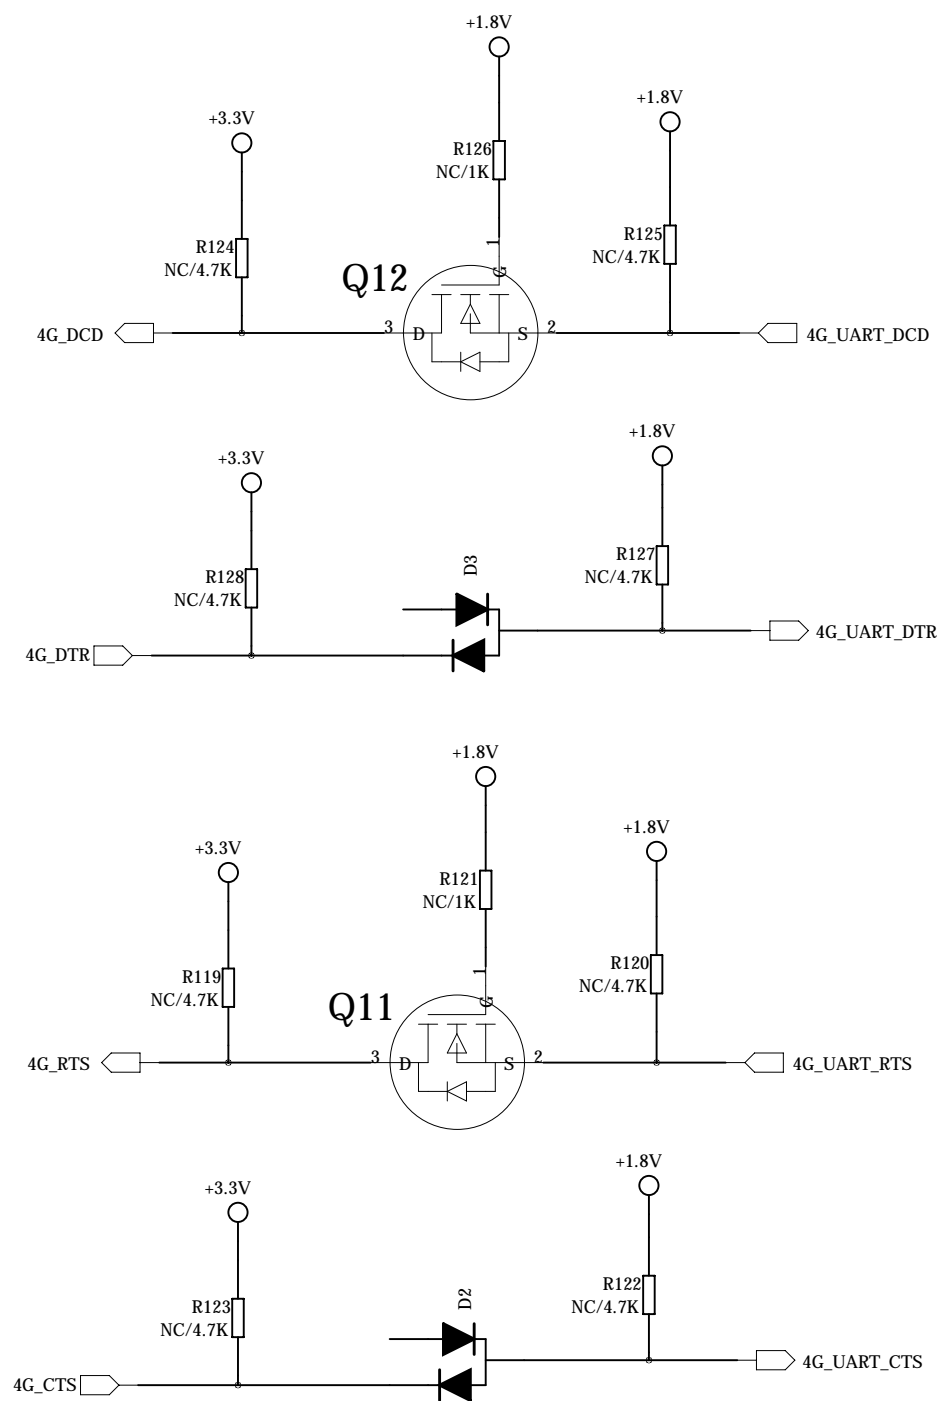 +1.8V
+1.8V
+3.3V
R126
NC/1K
R124
NC/4.7K
R125
NC/4.7K
1
G
Q12
4G_DCD
3
D
S
2
4G_UART_DCD
+1.8V
+3.3V
D3
R127
NC/4.7K
R128
NC/4.7K
4G_UART_DTR
4G_DTR
+1.8V
+1.8V
+3.3V
R121
NC/1K
R119
NC/4.7K
R120
NC/4.7K
1
G
Q11
4G_RTS
3
D
S
2
4G_UART_RTS
+1.8V
+3.3V
D2
R122
NC/4.7K
R123
NC/4.7K
4G_UART_CTS
4G_CTS